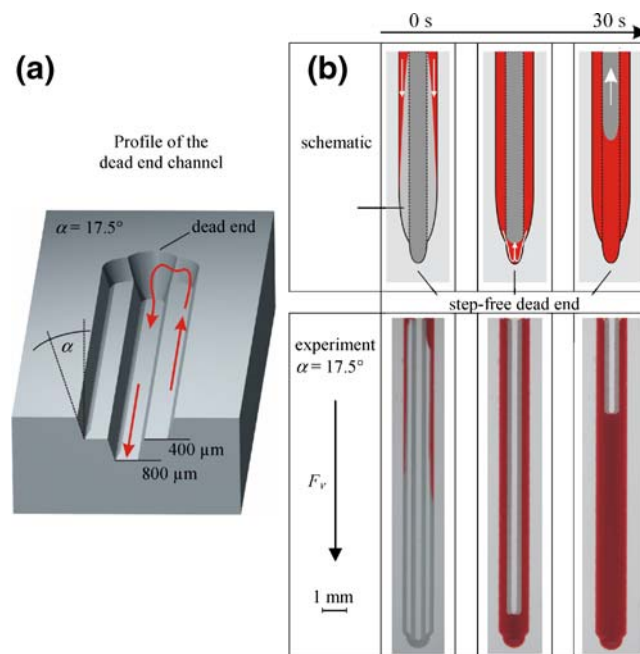 (a)
Profile of the
dead end channel
α = 17.5°
dead end
α
400 µm
800 µm
0 s
30 s
(b)
schematic
step-free dead end
experiment
α = 17.5°
Fν
1 mm